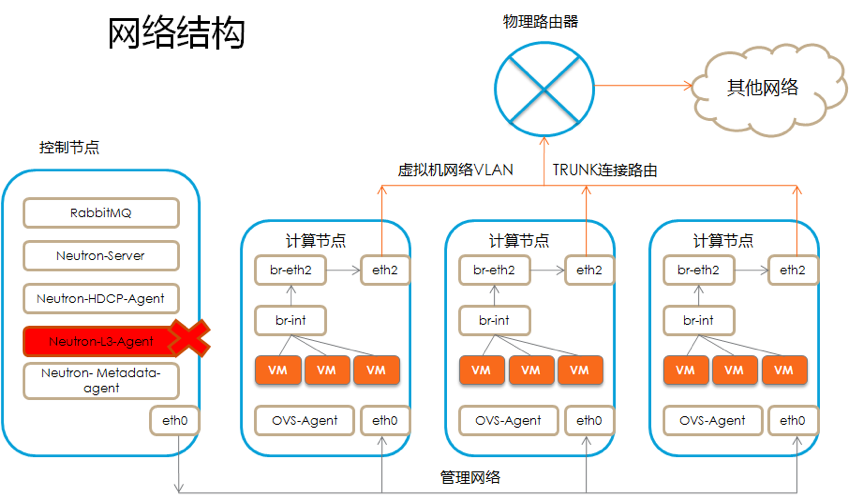 网络结构
物理路由器
其他网络
控制节点
虚拟机网络VLAN
TRUNK连接路由
RabbitMQ
Neutron-Server
Neutron-HDCP-Agent
Neutron-L3-Agent
Neutron- Metadata-
agent
eth0
计算节点
br-eth2
eth2
br-int
VM
VM
VM
OVS-Agent
eth0
计算节点
br-eth2
eth2
br-int
VM
VM
VM
OVS-Agent
eth0
计算节点
br-eth2
eth2
br-int
VM
VM
VM
OVS-Agent
eth0
管理网络